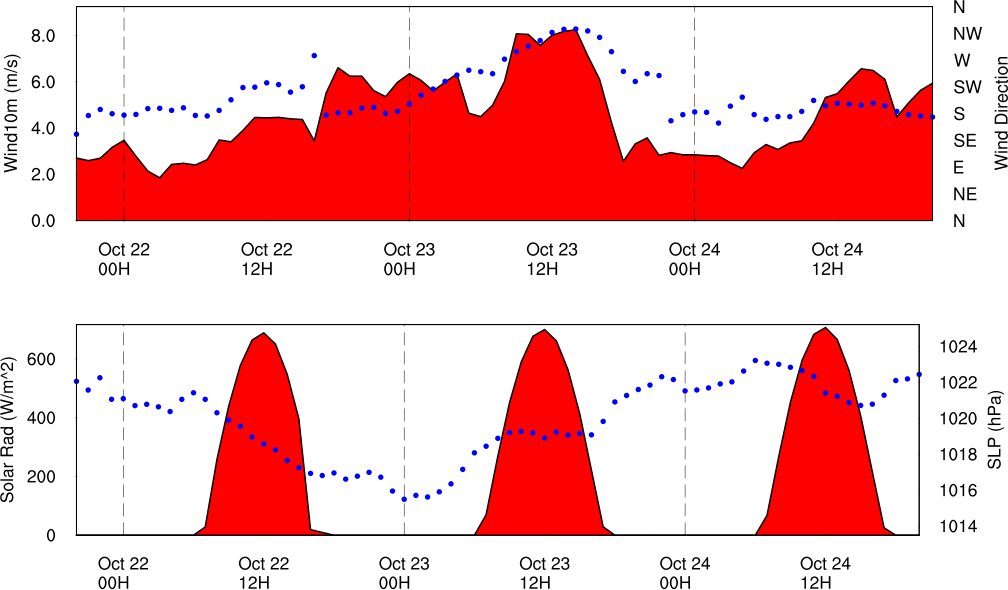 Wind10m (m/s)
8.0
6.0
4.0
2.0
0.0
N
NW
W
SW
S
SE
E
NE
N
Wind Direction
Oct 22 Oct 22 Oct 23 Oct 23 Oct 24 Oct 24
00H 12H 00H 12H 00H 12H
Solar Rad (W/m^2)
600
400
200
0
1024
1022
1020
1018
1016
1014
SLP (hPa)
Oct 22 Oct 22 Oct 23 Oct 23 Oct 24 Oct 24
00H 12H 00H 12H 00H 12H